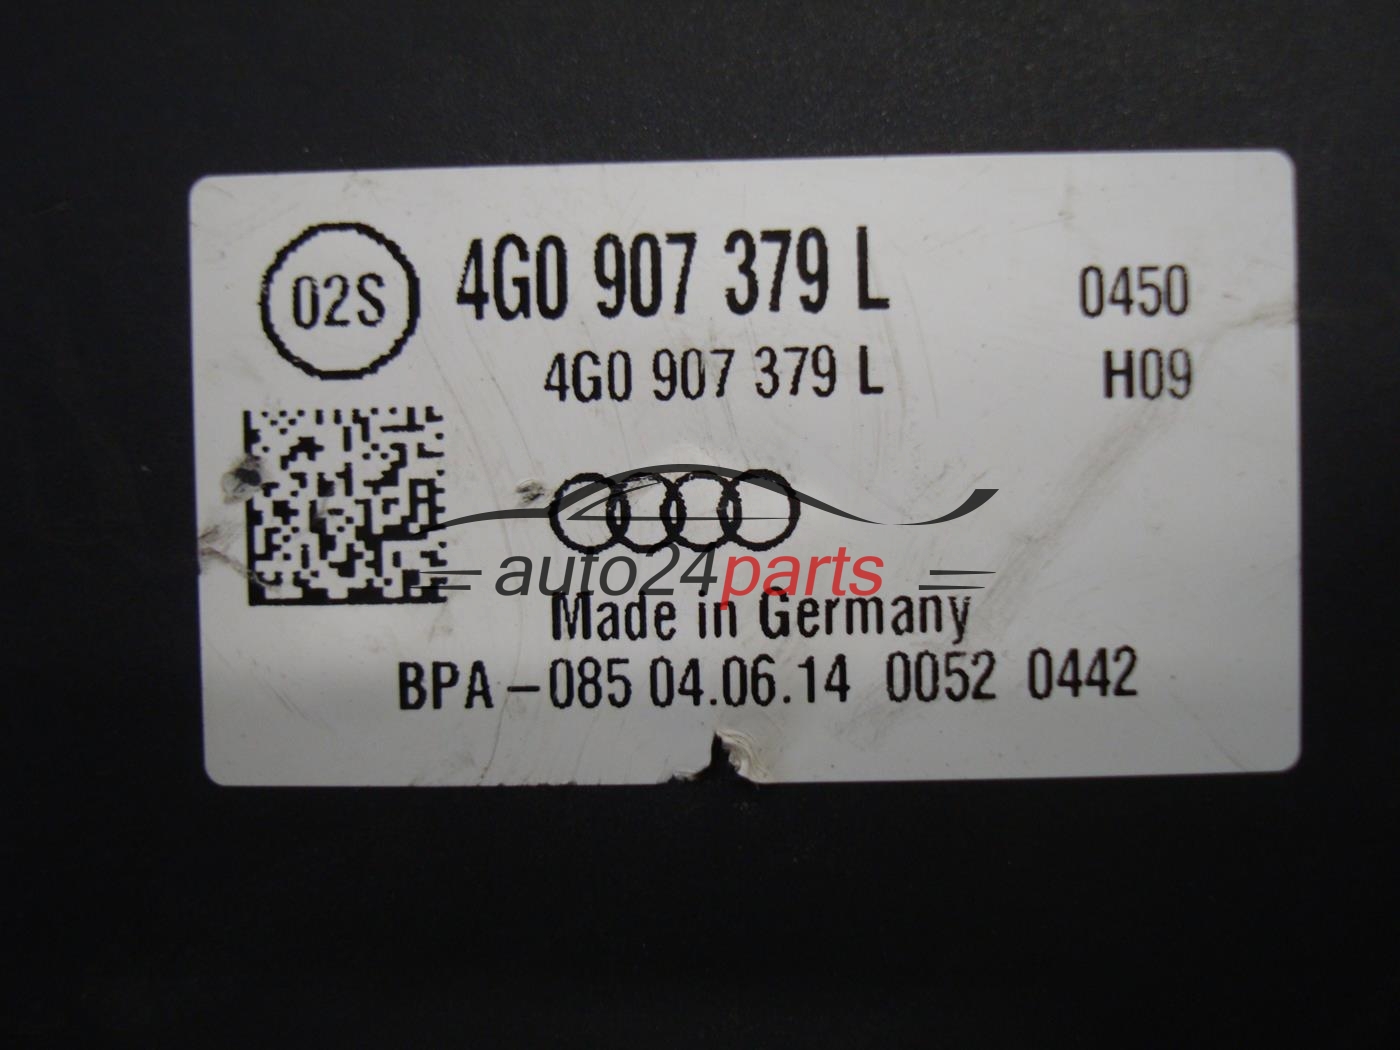 02S 4G0 907 379 L 0450
4G0 907 379 L H09
auto24parts
Made in Germany
BPA-085 04.06.14 0052 0442